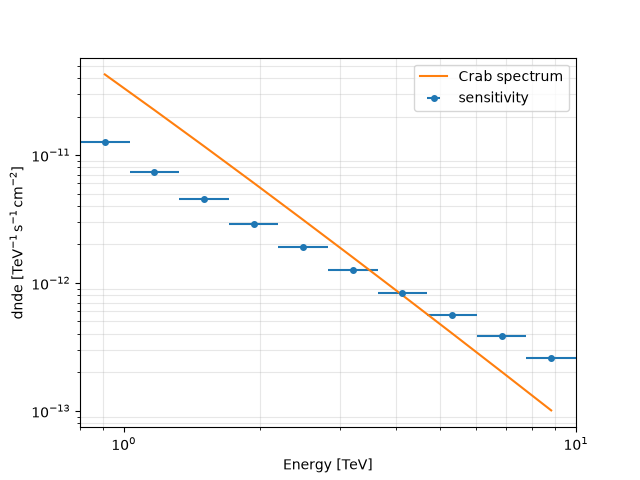 Crab spectrum
sensitivity
dnde [TeV⁻¹ s⁻¹ cm⁻²]
10⁻¹¹
10⁻¹²
10⁻¹³
10⁰
10¹
Energy [TeV]